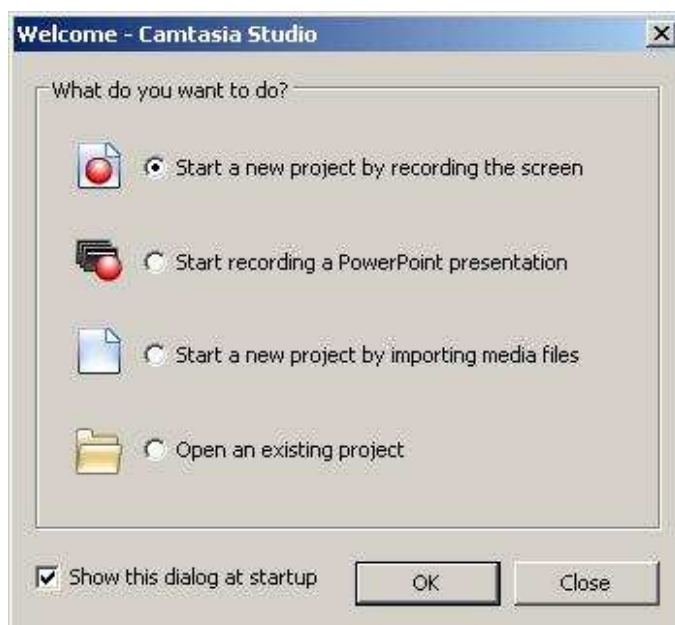 Welcome - Camtasia Studio
What do you want to do?
Start a new project by recording the screen
Start recording a PowerPoint presentation
Start a new project by importing media files
Open an existing project
Show this dialog at startup
OK
Close